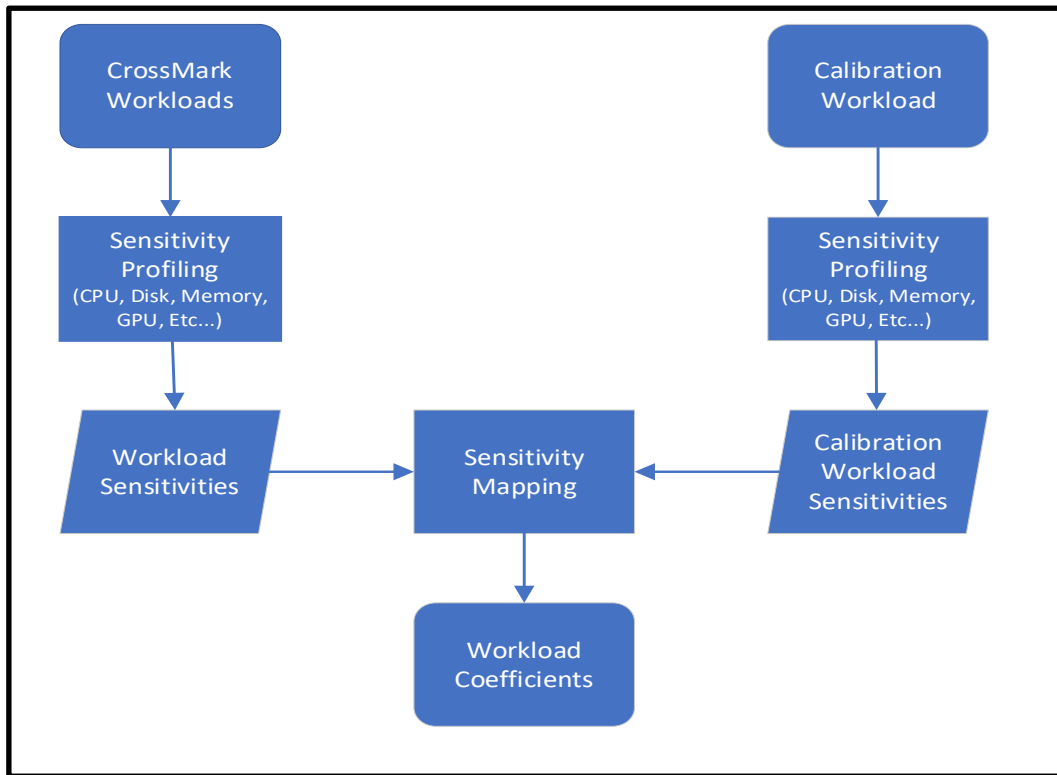 CrossMark
Workloads
Calibration
Workload
Sensitivity
Profiling
(CPU, Disk, Memory,
GPU, Etc...)
Sensitivity
Profiling
(CPU, Disk, Memory,
GPU, Etc...)
Workload
Sensitivities
Sensitivity
Mapping
Calibration
Workload
Sensitivities
Workload
Coefficients